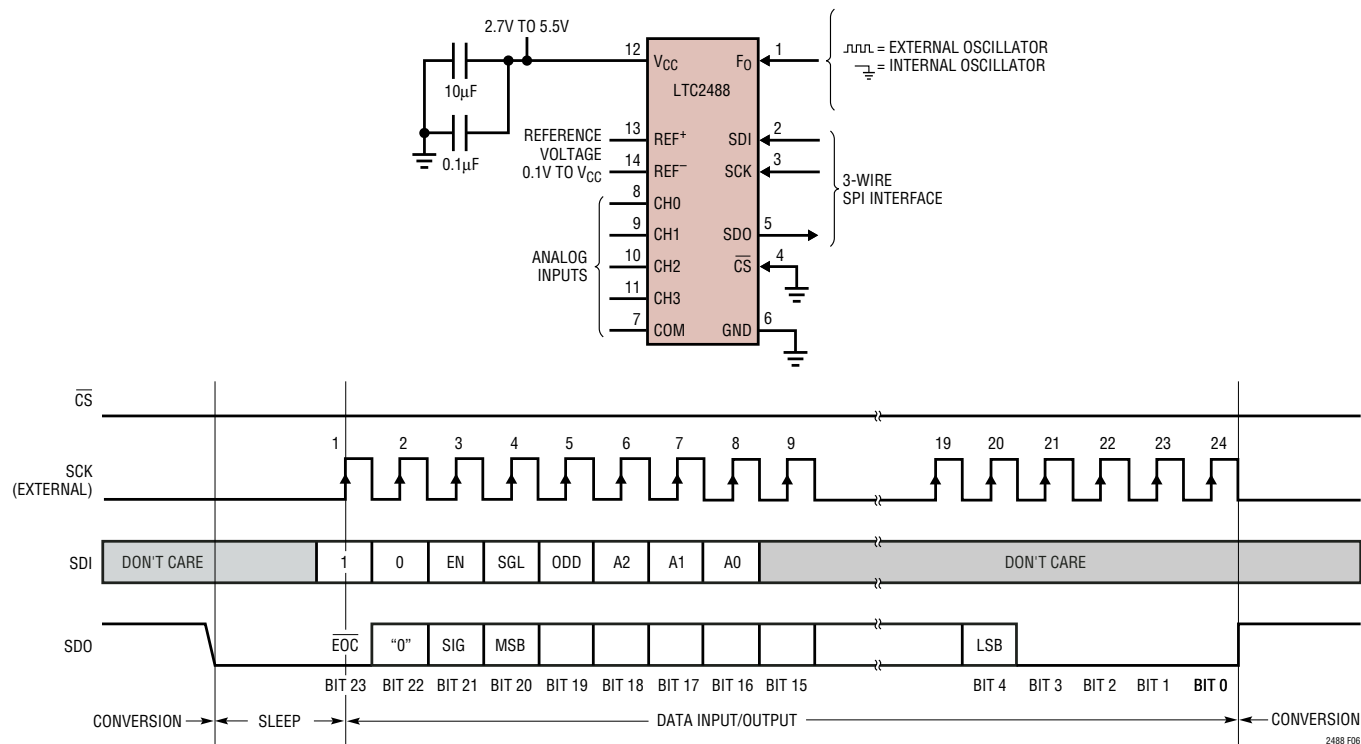 2.7V TO 5.5V
10µF
0.1µF
REFERENCE
VOLTAGE
0.1V TO VCC
ANALOG
INPUTS
12
13
14
8
9
10
11
7
VCC
REF+
REF−
CH0
CH1
CH2
CH3
COM
LTC2488
FO
SDI
SCK
SDO
CS
GND
1
2
3
5
4
6
= EXTERNAL OSCILLATOR
= INTERNAL OSCILLATOR
3-WIRE
SPI INTERFACE
CS
SCK
(EXTERNAL)
1 2 3 4 5 6 7 8 9 19 20 21 22 23 24
SDI DON'T CARE 1 0 EN SGL ODD A2 A1 A0 DON'T CARE
SDO EOC “0” SIG MSB LSB
BIT 23 BIT 22 BIT 21 BIT 20 BIT 19 BIT 18 BIT 17 BIT 16 BIT 15 BIT 4 BIT 3 BIT 2 BIT 1 BIT 0
CONVERSION SLEEP DATA INPUT/OUTPUT CONVERSION
2488 F06